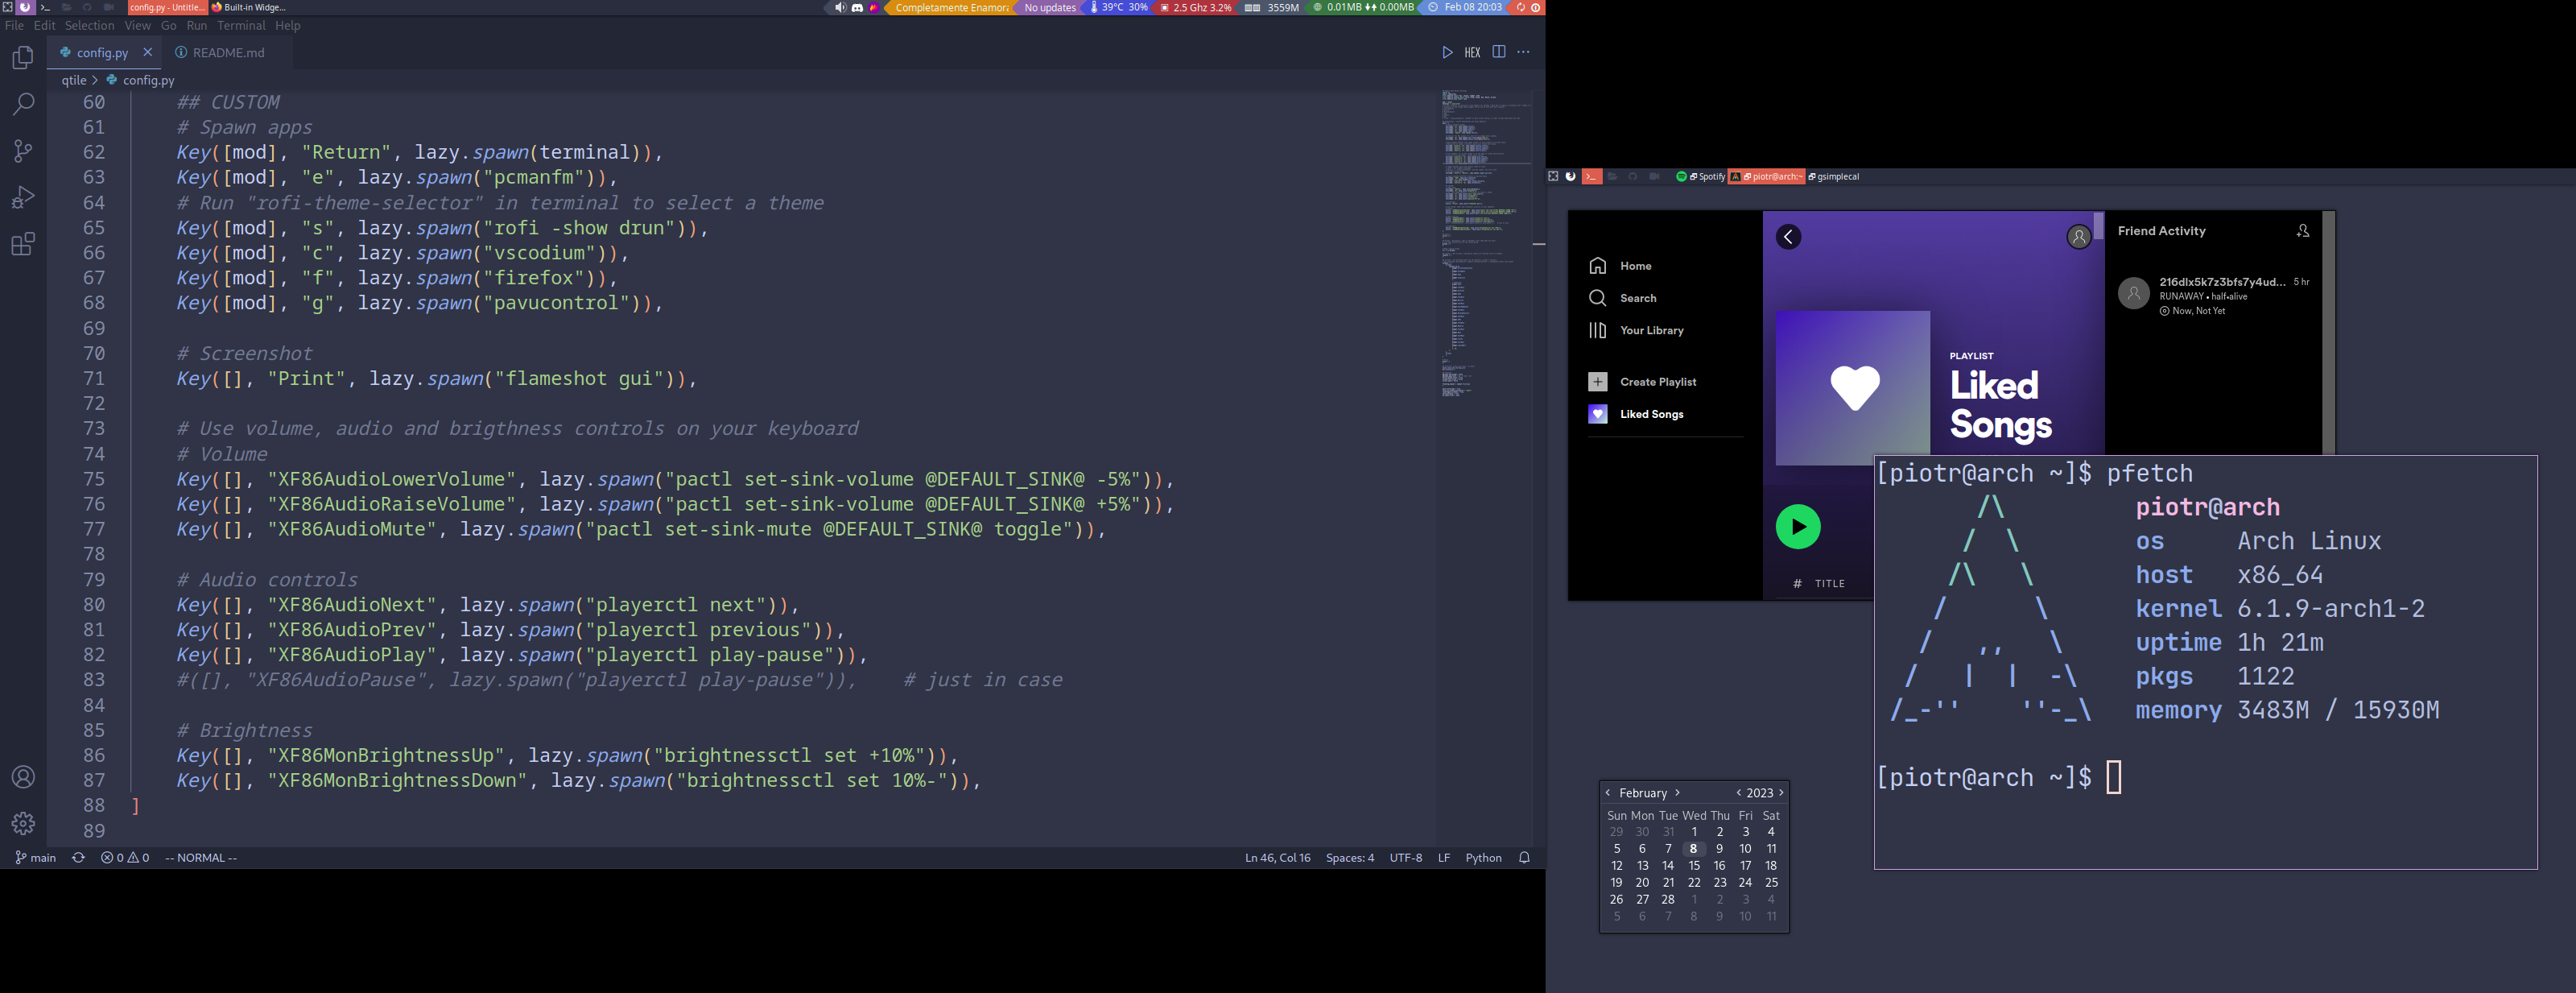 config.py - Untitle...
Built-in Widge...
Completamente Enamor
No updates
39°C 30%
2.5 Ghz 3.2%
3559M
0.01MB ↓↑ 0.00MB
Feb 08 20:03
File Edit Selection View Go Run Terminal Help
config.py
README.md
HEX
qtile > config.py
60 ## CUSTOM
61 # Spawn apps
62 Key([mod], "Return", lazy.spawn(terminal)),
63 Key([mod], "e", lazy.spawn("pcmanfm")),
64 # Run "rofi-theme-selector" in terminal to select a theme
65 Key([mod], "s", lazy.spawn("rofi -show drun")),
66 Key([mod], "c", lazy.spawn("vscodium")),
67 Key([mod], "f", lazy.spawn("firefox")),
68 Key([mod], "g", lazy.spawn("pavucontrol")),
69
70 # Screenshot
71 Key([], "Print", lazy.spawn("flameshot gui")),
72
73 # Use volume, audio and brigthness controls on your keyboard
74 # Volume
75 Key([], "XF86AudioLowerVolume", lazy.spawn("pactl set-sink-volume @DEFAULT_SINK@ -5%")),
76 Key([], "XF86AudioRaiseVolume", lazy.spawn("pactl set-sink-volume @DEFAULT_SINK@ +5%")),
77 Key([], "XF86AudioMute", lazy.spawn("pactl set-sink-mute @DEFAULT_SINK@ toggle")),
78
79 # Audio controls
80 Key([], "XF86AudioNext", lazy.spawn("playerctl next")),
81 Key([], "XF86AudioPrev", lazy.spawn("playerctl previous")),
82 Key([], "XF86AudioPlay", lazy.spawn("playerctl play-pause")),
83 #([], "XF86AudioPause", lazy.spawn("playerctl play-pause")),    # just in case
84
85 # Brightness
86 Key([], "XF86MonBrightnessUp", lazy.spawn("brightnessctl set +10%")),
87 Key([], "XF86MonBrightnessDown", lazy.spawn("brightnessctl set 10%-")),
88 ]
89
main
0 0
-- NORMAL --
Ln 46, Col 16
Spaces: 4
UTF-8
LF
Python
Spotify
piotr@arch:~
gsimplecal
Home
Search
Your Library
Create Playlist
Liked Songs
PLAYLIST
Liked
Songs
# TITLE
Friend Activity
216dlx5k7z3bfs7y4ud... 5 hr
RUNAWAY • half•alive
Now, Not Yet
[piotr@arch ~]$ pfetch
piotr@arch
os Arch Linux
host x86_64
kernel 6.1.9-arch1-2
uptime 1h 21m
pkgs 1122
memory 3483M / 15930M
[piotr@arch ~]$
< February > < 2023 >
Sun Mon Tue Wed Thu Fri Sat
29 30 31 1 2 3 4
5 6 7 8 9 10 11
12 13 14 15 16 17 18
19 20 21 22 23 24 25
26 27 28 1 2 3 4
5 6 7 8 9 10 11